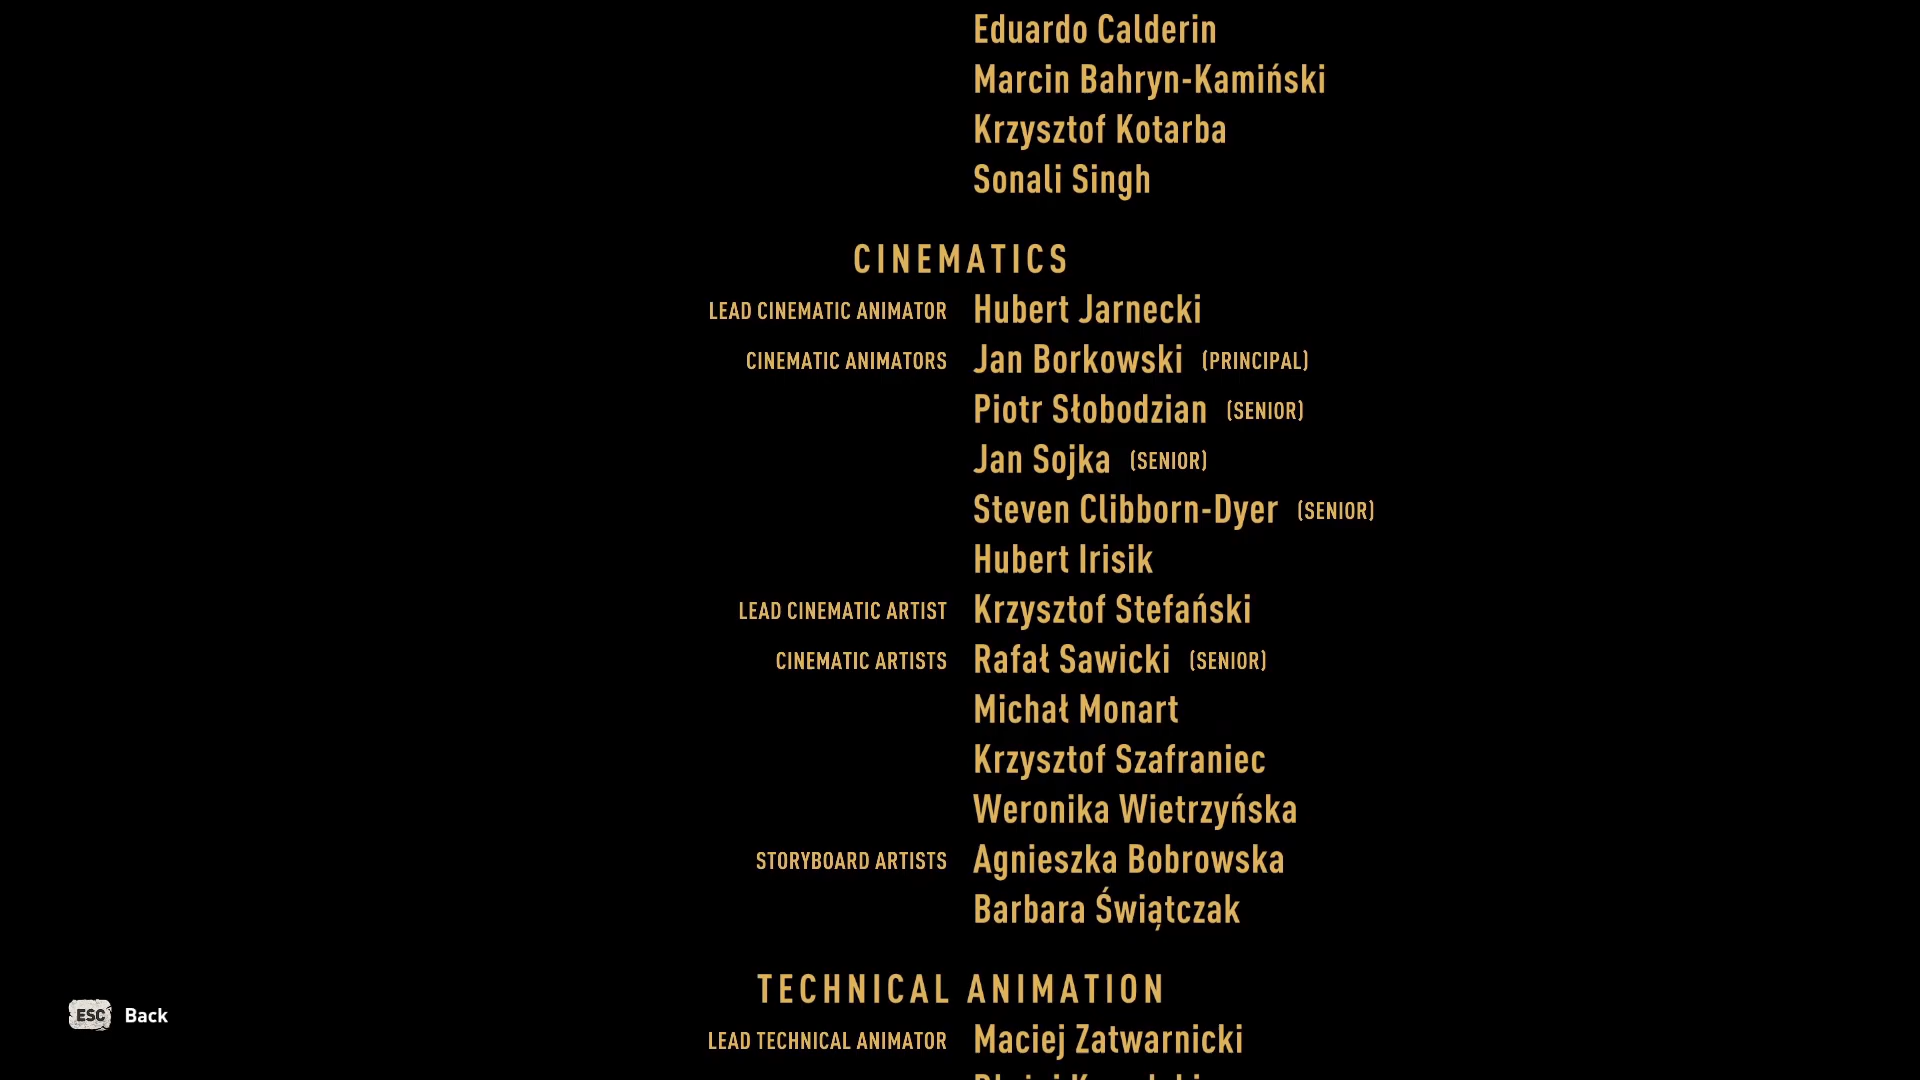 Eduardo Calderin
Marcin Bahryn-Kamiński
Krzysztof Kotarba
Sonali Singh
CINEMATICS
LEAD CINEMATIC ANIMATOR Hubert Jarnecki
CINEMATIC ANIMATORS Jan Borkowski (PRINCIPAL)
Piotr Słobodzian (SENIOR)
Jan Sojka (SENIOR)
Steven Clibborn-Dyer (SENIOR)
Hubert Irisik
LEAD CINEMATIC ARTIST Krzysztof Stefański
CINEMATIC ARTISTS Rafał Sawicki (SENIOR)
Michał Monart
Krzysztof Szafraniec
Weronika Wietrzyńska
STORYBOARD ARTISTS Agnieszka Bobrowska
Barbara Świątczak
TECHNICAL ANIMATION
LEAD TECHNICAL ANIMATOR Maciej Zatwarnicki
ESC Back